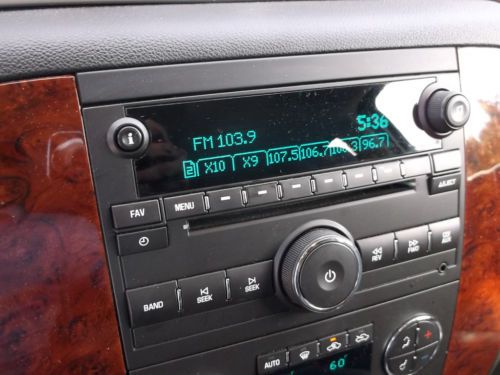 5:36
FM 103.9
2 X10 X9 107.5 106.7 96.7
i
FAV MENU EJECT
SEEK SEEK REV FWD
BAND
AUTO
60°